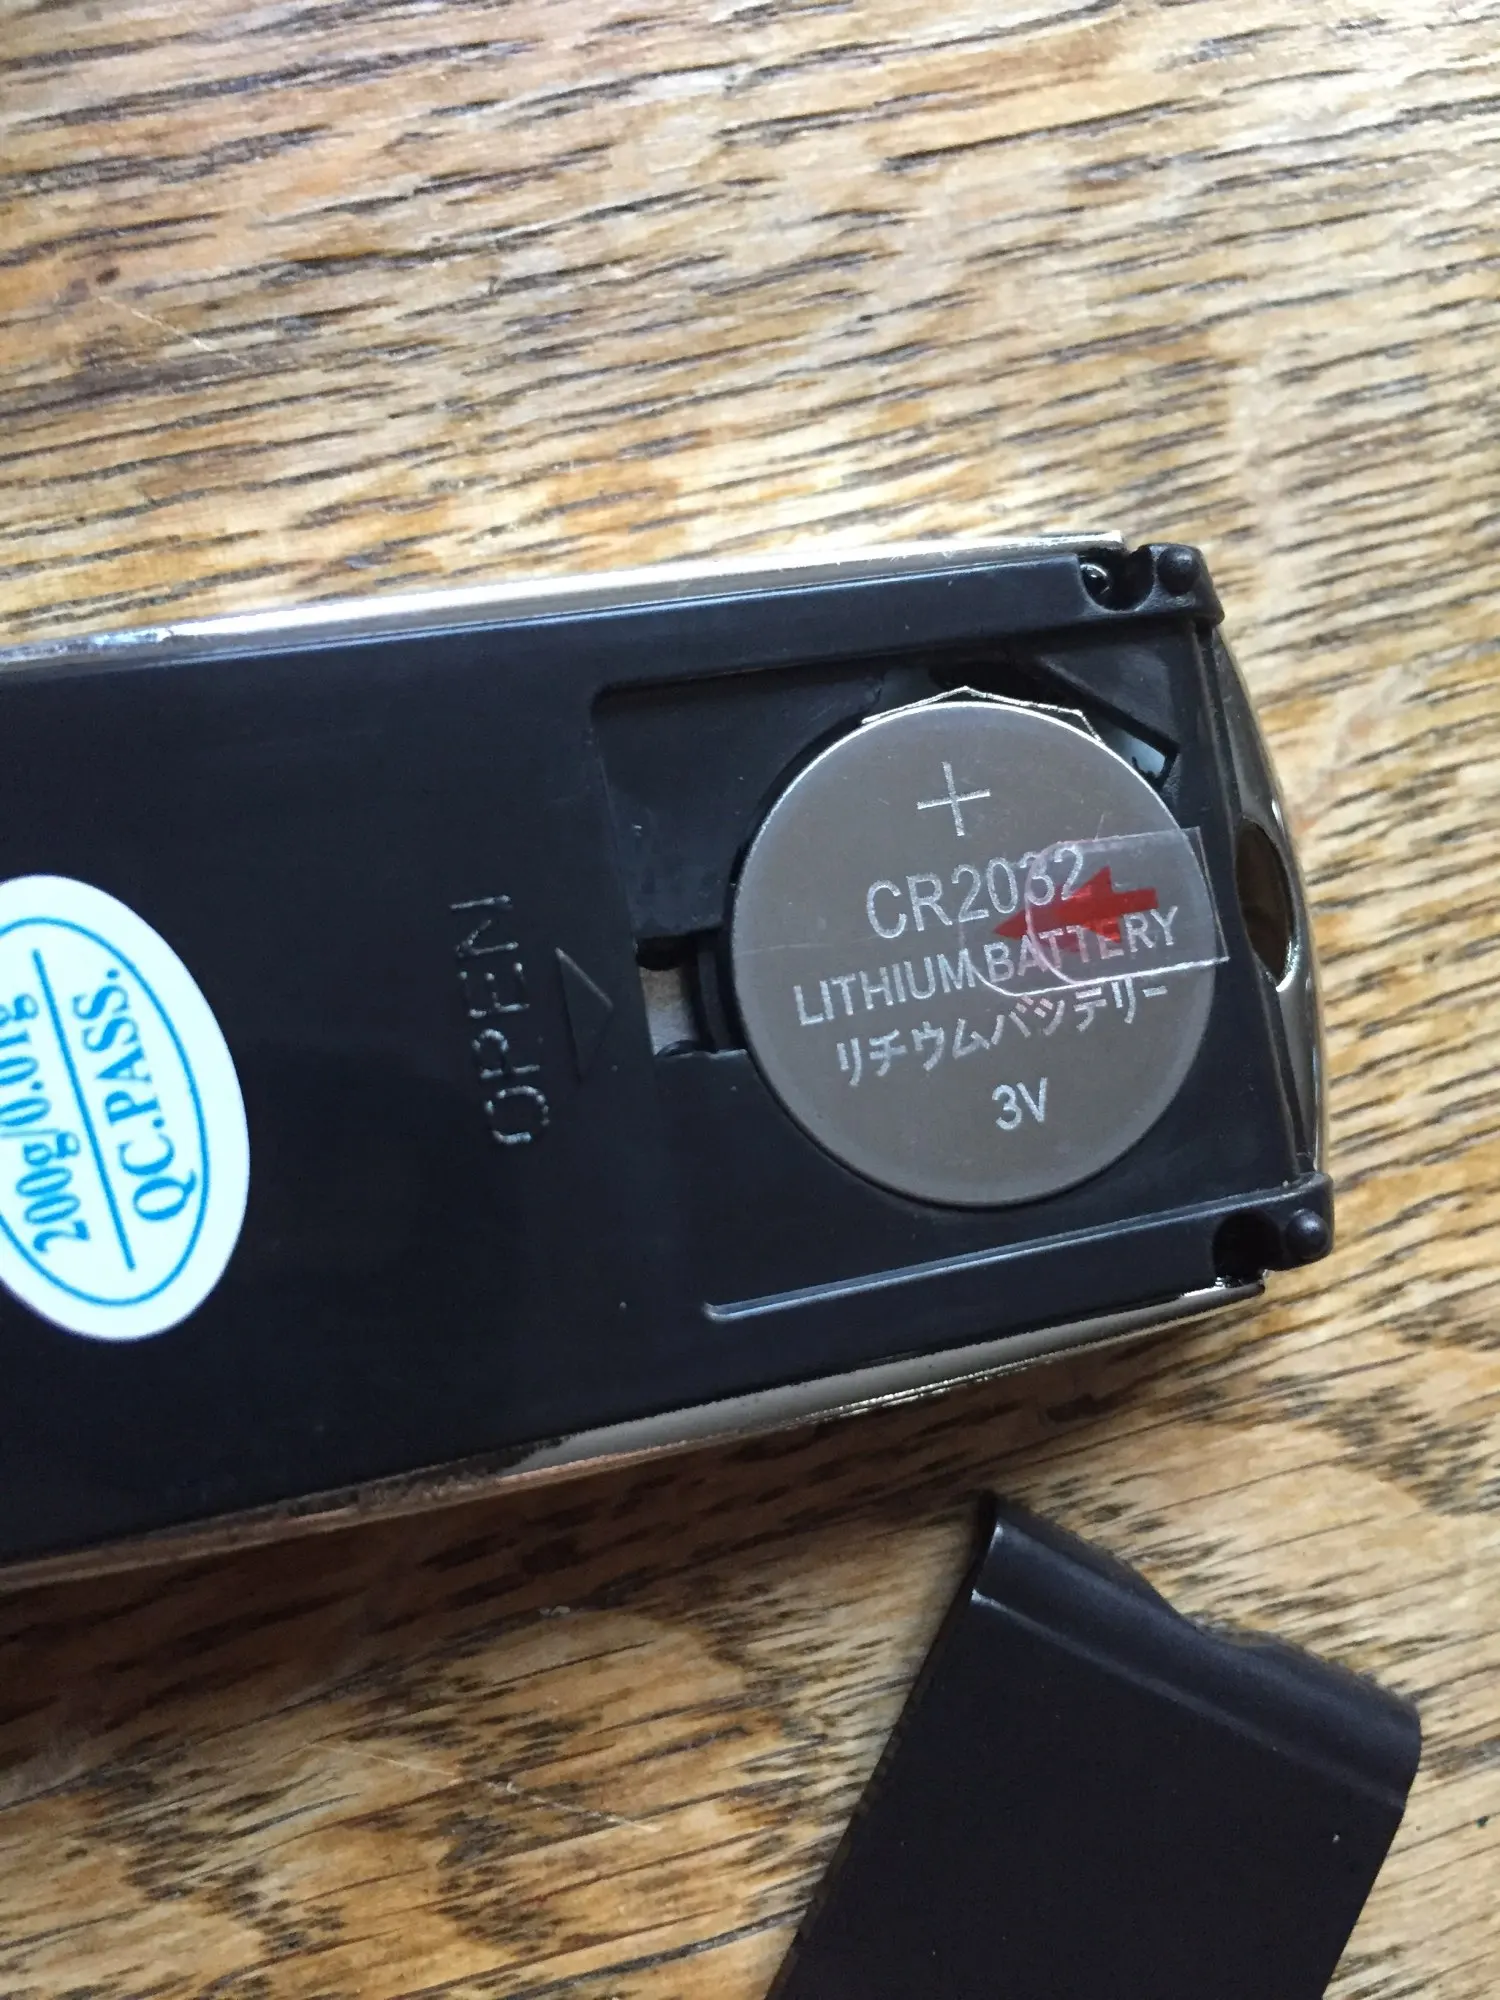 200g/0.01g
QC.PASS.
OPEN
+
CR2032
LITHIUM BATTERY
リチウムバッテリー
3V